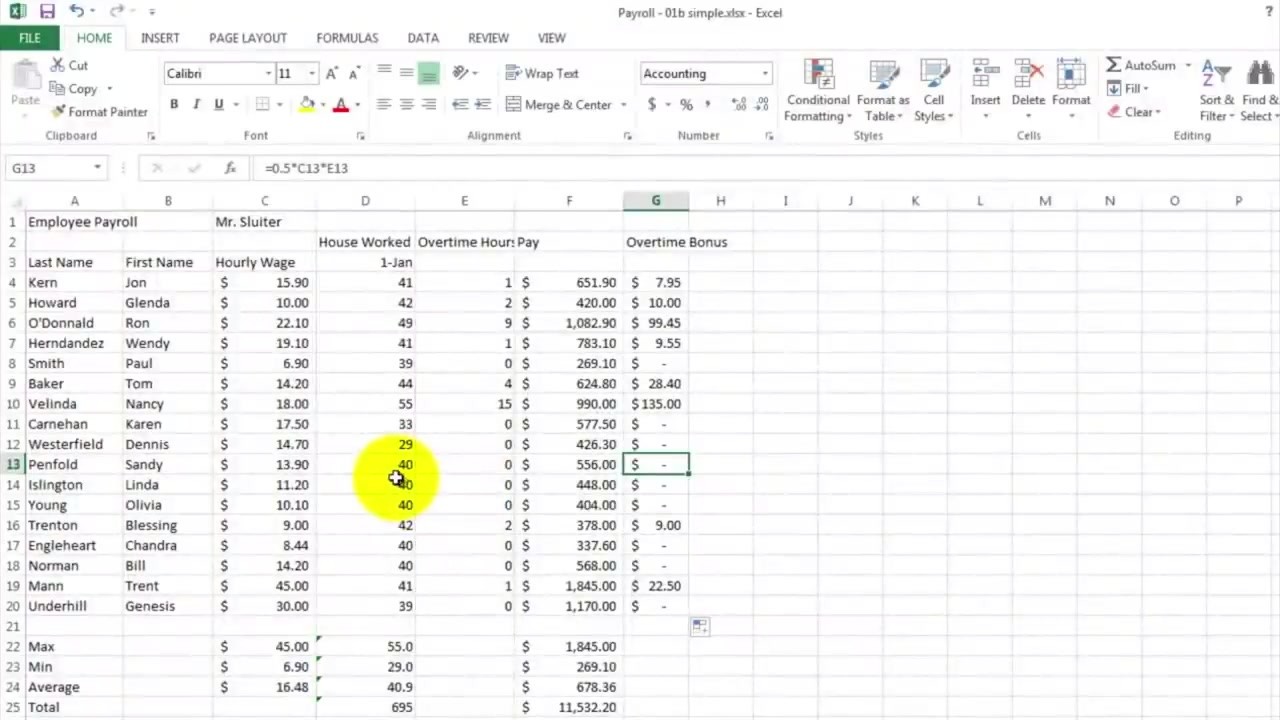 Payroll - 01b simple.xlsx - Excel ?
FILE HOME INSERT PAGE LAYOUT FORMULAS DATA REVIEW VIEW
Cut Calibri 11 Wrap Text Accounting AutoSum
Paste Copy B I U Merge & Center $ % , Conditional Formatting Format as Table Cell Styles Insert Delete Format Fill Sort & Filter Find & Select
Format Painter Clear
Clipboard Font Alignment Number Styles Cells Editing
G13 fx =0.5*C13*E13
A B C D E F G H I J K L M N O P
1 Employee Payroll Mr. Sluiter
2 House Worked Overtime Hours Pay Overtime Bonus
3 Last Name First Name Hourly Wage 1-Jan
4 Kern Jon $ 15.90 41 1 $ 651.90 $ 7.95
5 Howard Glenda $ 10.00 42 2 $ 420.00 $ 10.00
6 O'Donnald Ron $ 22.10 49 9 $ 1,082.90 $ 99.45
7 Herndandez Wendy $ 19.10 41 1 $ 783.10 $ 9.55
8 Smith Paul $ 6.90 39 0 $ 269.10 $ -
9 Baker Tom $ 14.20 44 4 $ 624.80 $ 28.40
10 Velinda Nancy $ 18.00 55 15 $ 990.00 $135.00
11 Carnehan Karen $ 17.50 33 0 $ 577.50 $ -
12 Westerfield Dennis $ 14.70 29 0 $ 426.30 $ -
13 Penfold Sandy $ 13.90 40 0 $ 556.00 $ -
14 Islington Linda $ 11.20 40 0 $ 448.00 $ -
15 Young Olivia $ 10.10 40 0 $ 404.00 $ -
16 Trenton Blessing $ 9.00 42 2 $ 378.00 $ 9.00
17 Engleheart Chandra $ 8.44 40 0 $ 337.60 $ -
18 Norman Bill $ 14.20 40 0 $ 568.00 $ -
19 Mann Trent $ 45.00 41 1 $ 1,845.00 $ 22.50
20 Underhill Genesis $ 30.00 39 0 $ 1,170.00 $ -
21
22 Max $ 45.00 55.0 $ 1,845.00
23 Min $ 6.90 29.0 $ 269.10
24 Average $ 16.48 40.9 $ 678.36
25 Total 695 $ 11,532.20